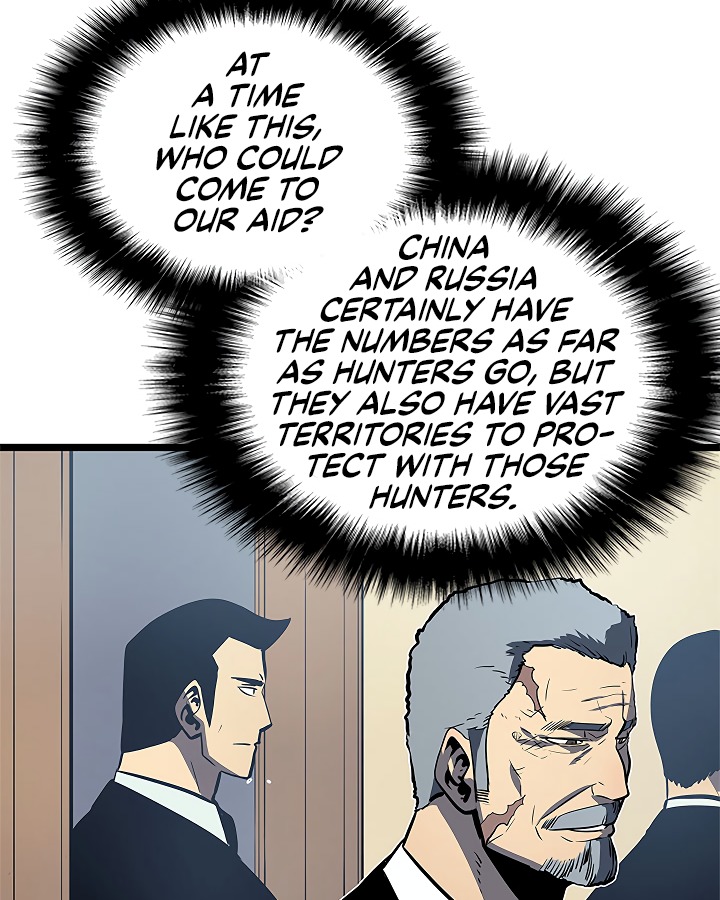 AT
A TIME
LIKE THIS,
WHO COULD
COME TO
OUR AID?
CHINA
AND RUSSIA
CERTAINLY HAVE
THE NUMBERS AS FAR
AS HUNTERS GO, BUT
THEY ALSO HAVE VAST
TERRITORIES TO PRO-
TECT WITH THOSE
HUNTERS.